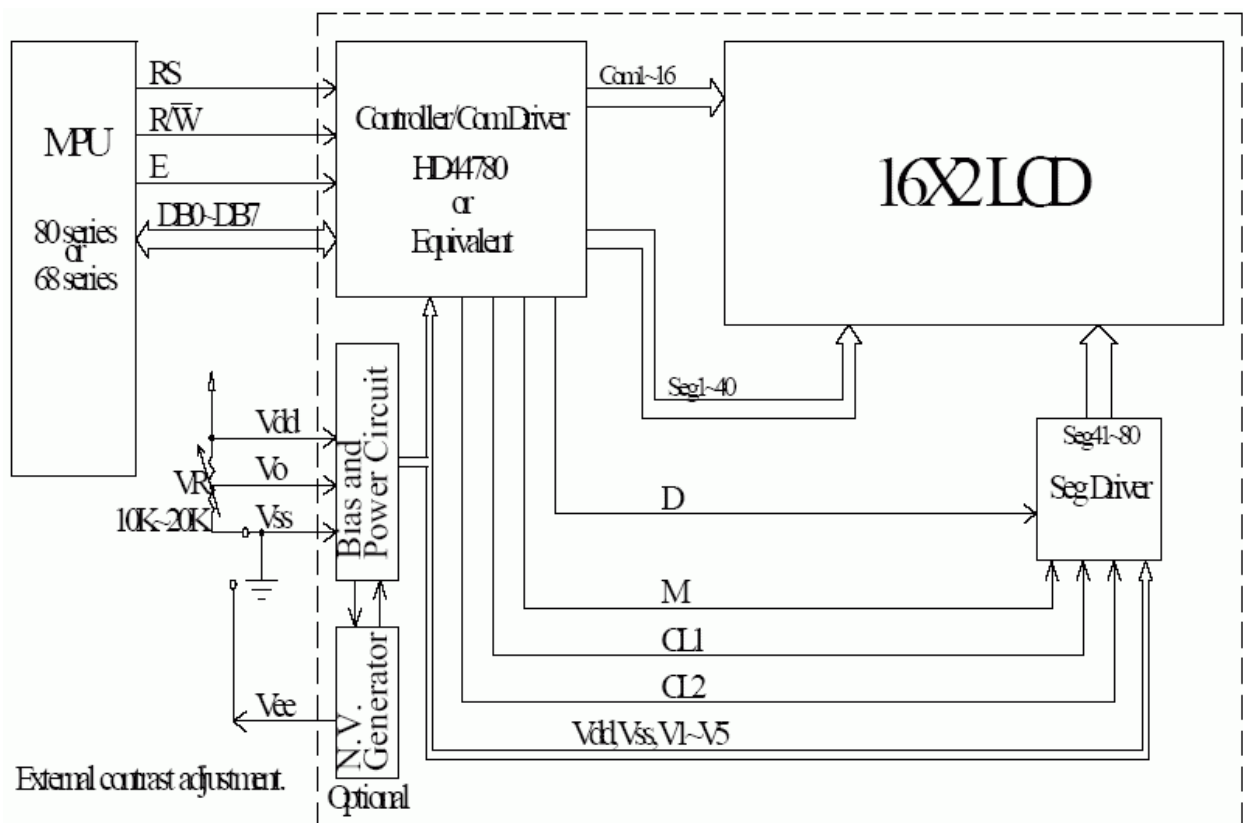 MPU
80 series
or
68 series
RS
R/W̅
E
DB0~DB7
Controller/Com Driver
HD44780
or
Equivalent
Com1~16
16X2 LCD
Seg1~40
Seg41~80
Seg Driver
Vdd
Vo
VR
10K~20K
Vss
Bias and
Power Circuit
D
M
CL1
CL2
Vdd,Vss,V1~V5
Vee
N.V.
Generator
Optional
External contrast adjustment.